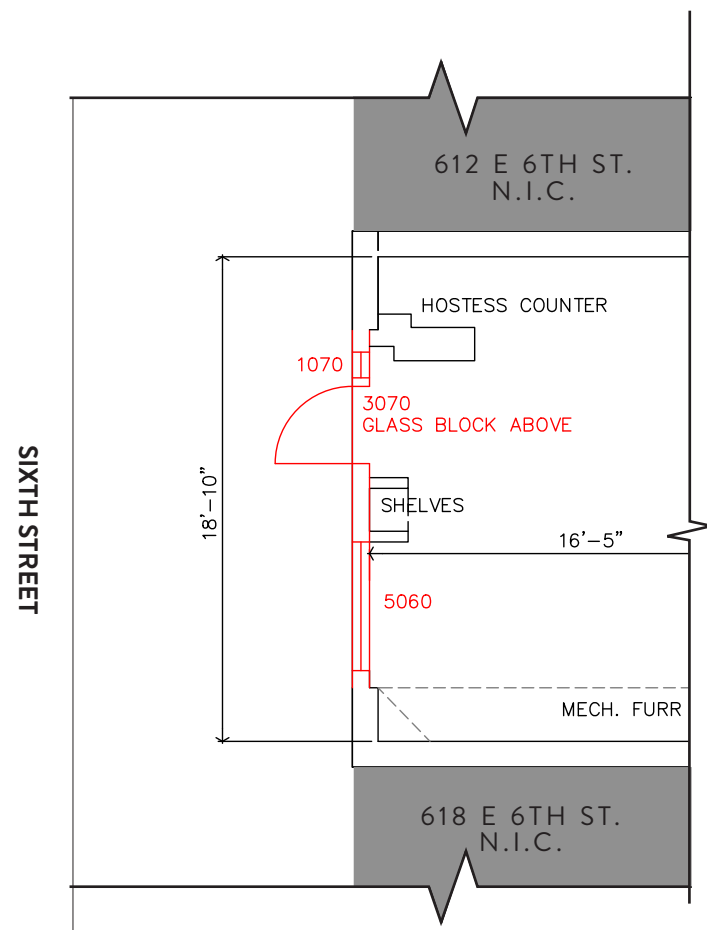 612 E 6TH ST.
N.I.C.
HOSTESS COUNTER
1070
3070
GLASS BLOCK ABOVE
SIXTH STREET
18'-10"
SHELVES
16'-5"
5060
MECH. FURR
618 E 6TH ST.
N.I.C.